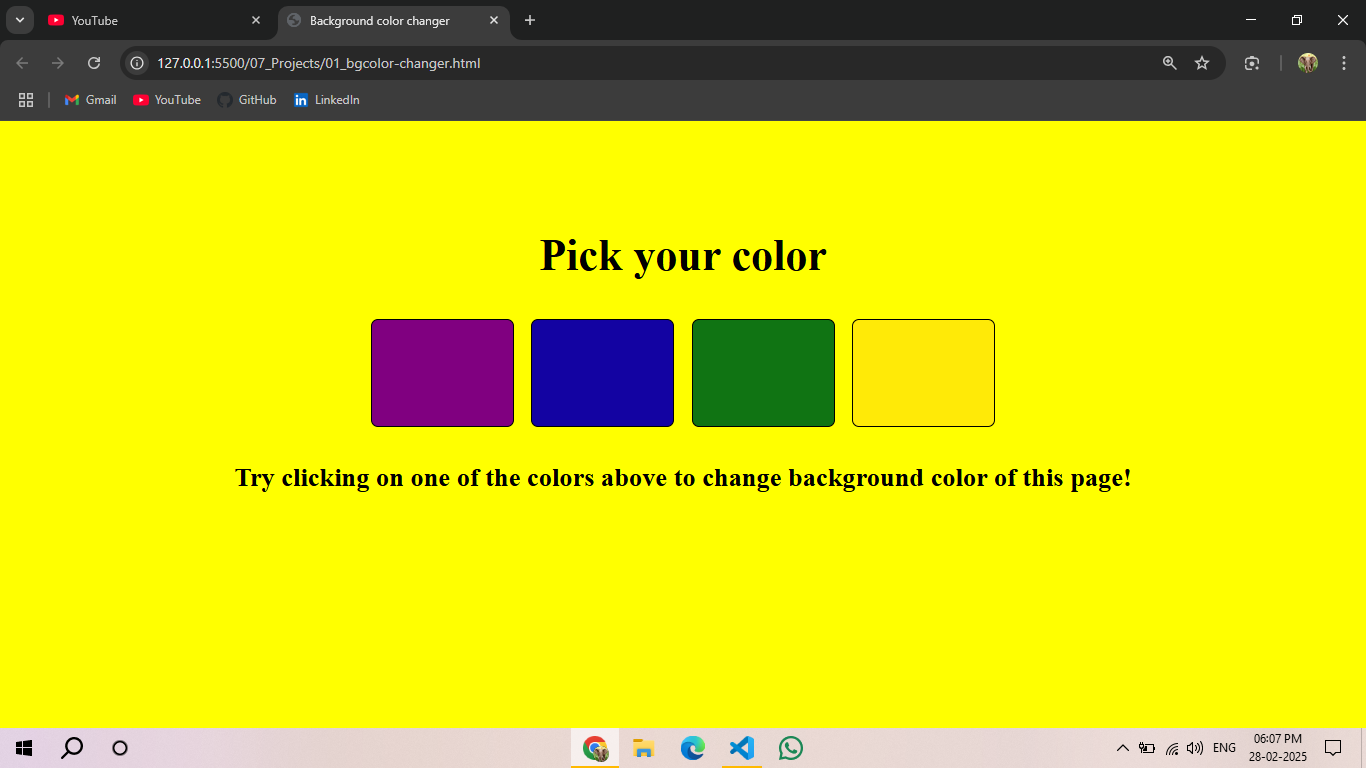 YouTube
Background color changer
127.0.0.1:5500/07_Projects/01_bgcolor-changer.html
Gmail YouTube GitHub LinkedIn
Pick your color
Try clicking on one of the colors above to change background color of this page!
ENG
06:07 PM
28-02-2025